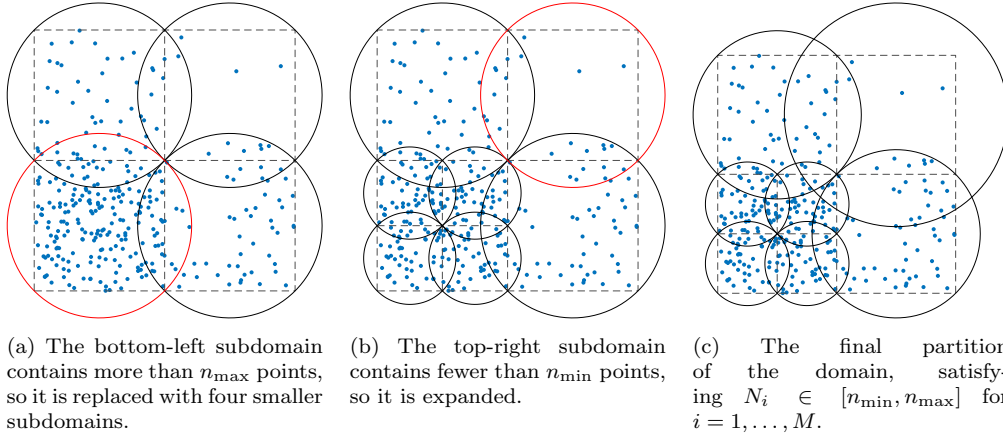 (a) The bottom-left subdomain
contains more than n_max points,
so it is replaced with four smaller
subdomains.
(b) The top-right subdomain
contains fewer than n_min points,
so it is expanded.
(c) The final partition
of the domain, satisfy-
ing N_i ∈ [n_min, n_max] for
i = 1, . . . , M.